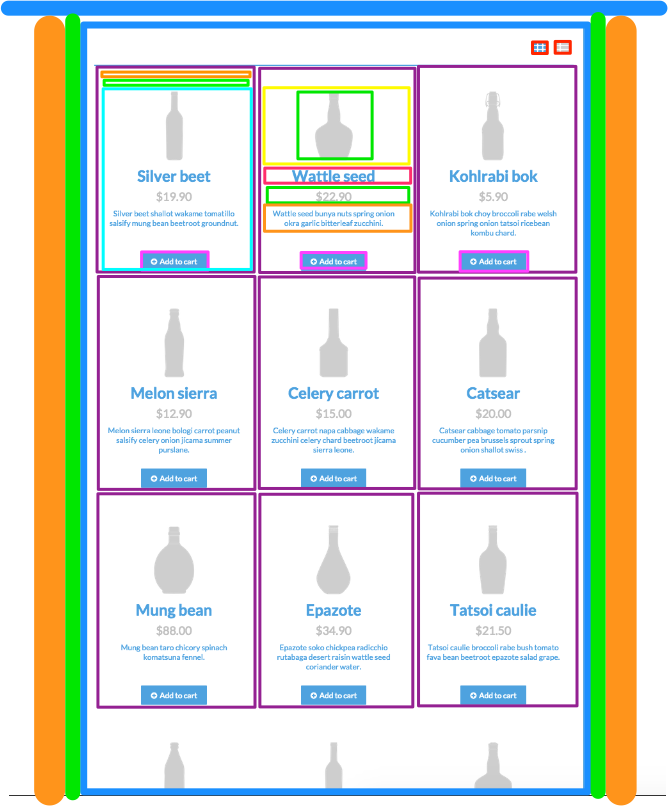 Silver beet
$19.90
Silver beet shallot wakame tomatillo
salsify mung bean beetroot groundnut.
Add to cart
Wattle seed
$22.90
Wattle seed bunya nuts spring onion
okra garlic bitterleaf zucchini.
Add to cart
Kohlrabi bok
$5.90
Kohlrabi bok choy broccoli rabe welsh
onion spring onion tatsoi ricebean
kombu chard.
Add to cart
Melon sierra
$12.90
Melon sierra leone bologi carrot peanut
salsify celery onion jicama summer
purslane.
Add to cart
Celery carrot
$15.00
Celery carrot napa cabbage wakame
zucchini celery chard beetroot jicama
sierra leone.
Add to cart
Catsear
$20.00
Catsear cabbage tomato parsnip
cucumber pea brussels sprout spring
onion shallot swiss .
Add to cart
Mung bean
$88.00
Mung bean taro chicory spinach
komatsuna fennel.
Add to cart
Epazote
$34.90
Epazote soko chickpea radicchio
rutabaga desert raisin wattle seed
coriander water.
Add to cart
Tatsoi caulie
$21.50
Tatsoi caulie broccoli rabe bush tomato
fava bean beetroot epazote salad grape.
Add to cart